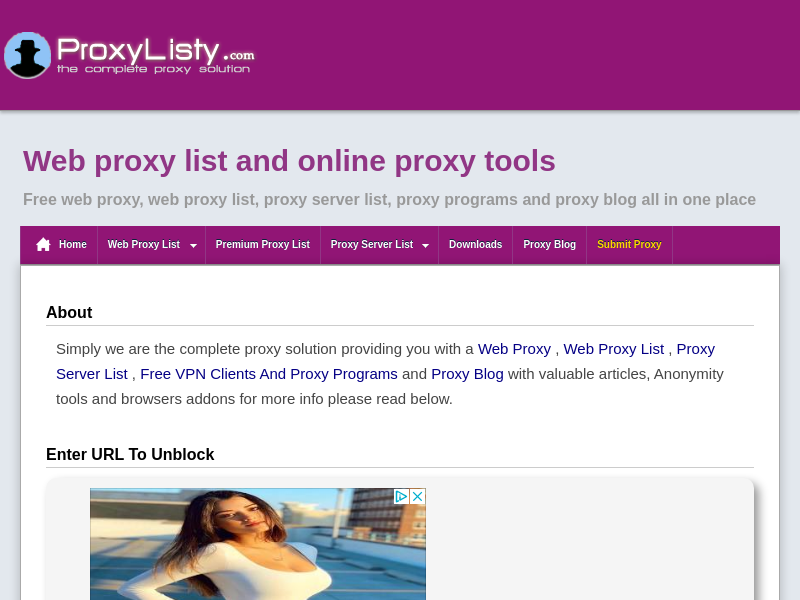 ProxyListy.com
the complete proxy solution
Web proxy list and online proxy tools
Free web proxy, web proxy list, proxy server list, proxy programs and proxy blog all in one place
Home Web Proxy List Premium Proxy List Proxy Server List Downloads Proxy Blog Submit Proxy
About
Simply we are the complete proxy solution providing you with a Web Proxy , Web Proxy List , Proxy
Server List , Free VPN Clients And Proxy Programs and Proxy Blog with valuable articles, Anonymity
tools and browsers addons for more info please read below.
Enter URL To Unblock